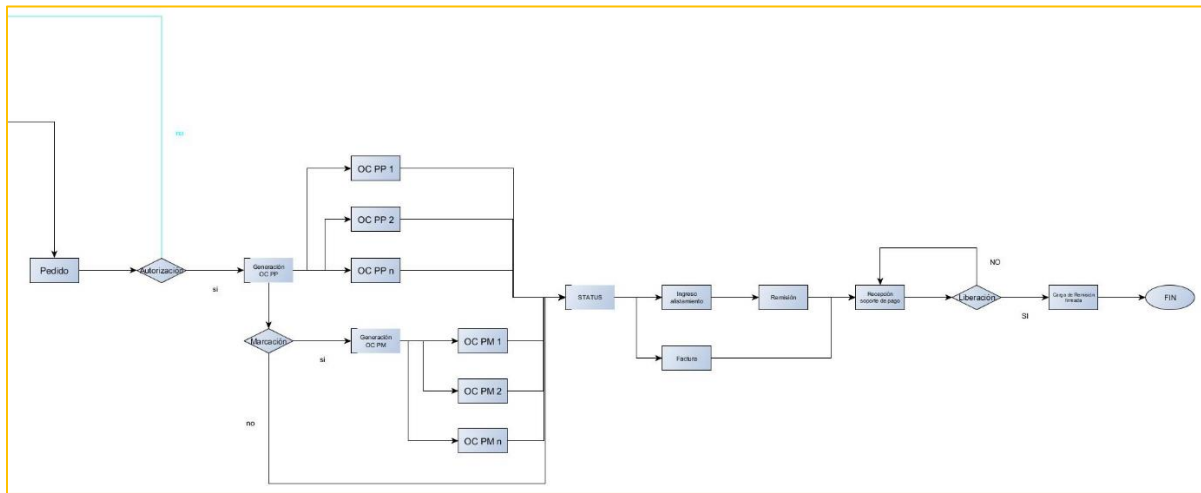 no
Pedido
Autorización
si
Generación
OC PP
OC PP 1
OC PP 2
OC PP n
Marcación
si
no
Generación
OC PM
OC PM 1
OC PM 2
OC PM n
STATUS
Ingreso
alistamiento
Remisión
Factura
Recepción
soporte de pago
Liberación
NO
SI
Cargo de Remisión
firmada
FIN